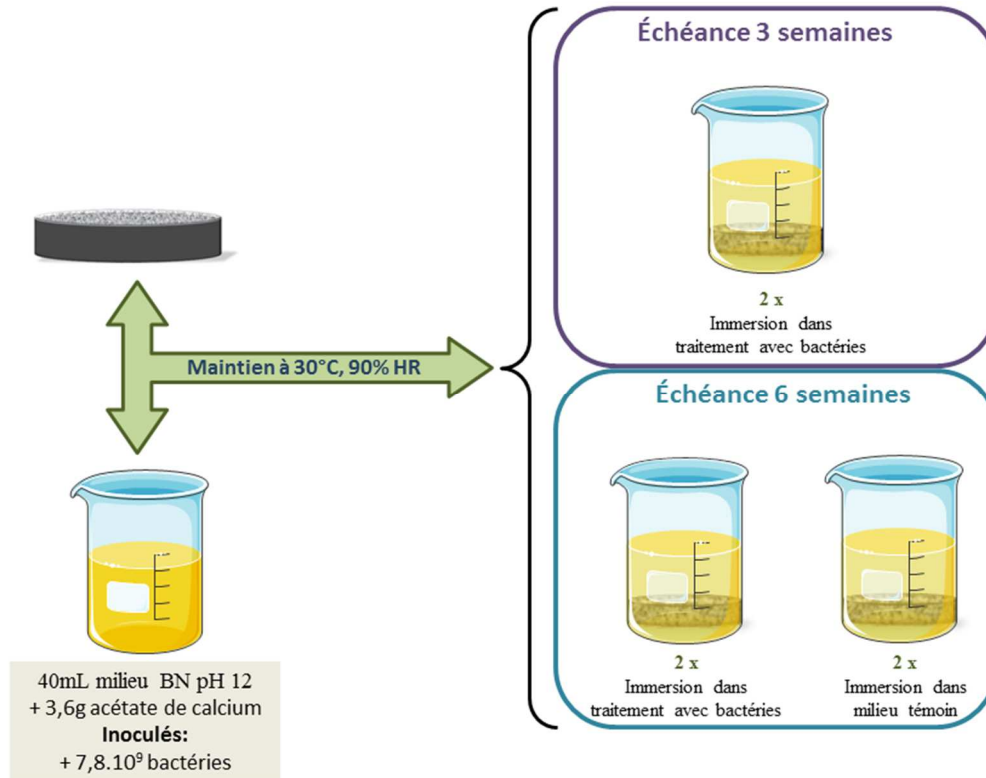 Échéance 3 semaines
2 x
Immersion dans
traitement avec bactéries
Maintien à 30°C, 90% HR
Échéance 6 semaines
2 x
Immersion dans
traitement avec bactéries
2 x
Immersion dans
milieu témoin
40mL milieu BN pH 12
+ 3,6g acétate de calcium
Inoculés:
+ 7,8.10⁹ bactéries